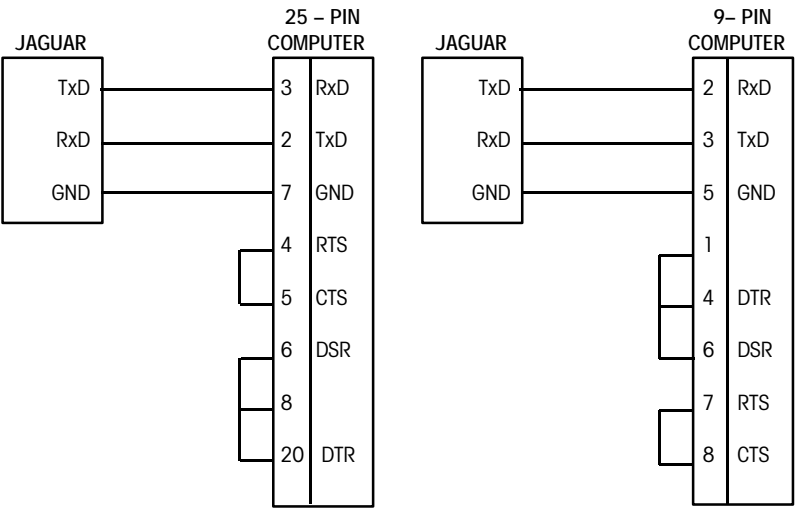 25 – PIN
JAGUAR COMPUTER
TxD 3 RxD
RxD 2 TxD
GND 7 GND
4 RTS
5 CTS
6 DSR
8
20 DTR
9– PIN
JAGUAR COMPUTER
TxD 2 RxD
RxD 3 TxD
GND 5 GND
1
4 DTR
6 DSR
7 RTS
8 CTS